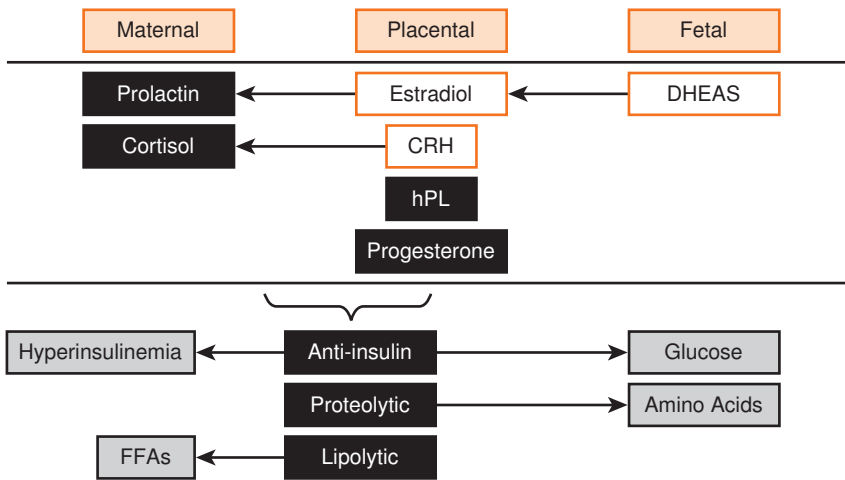 Maternal Placental Fetal
Prolactin Estradiol DHEAS
Cortisol CRH
hPL
Progesterone
Hyperinsulinemia Anti-insulin Glucose
Proteolytic Amino Acids
FFAs Lipolytic